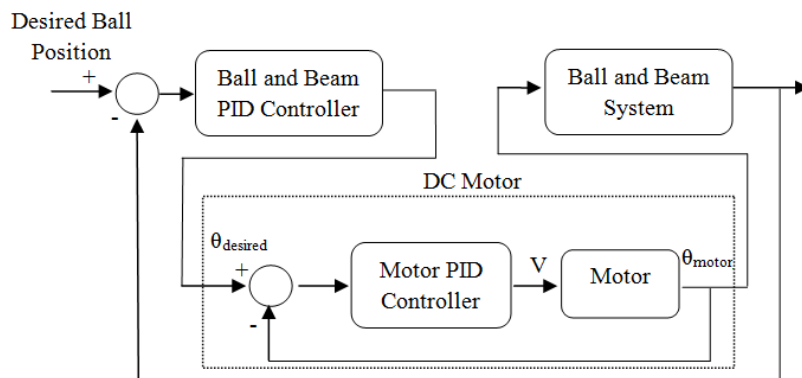 Desired Ball
Position
+
-
Ball and Beam
PID Controller
Ball and Beam
System
DC Motor
θdesired
+
-
Motor PID
Controller
V
Motor
θmotor